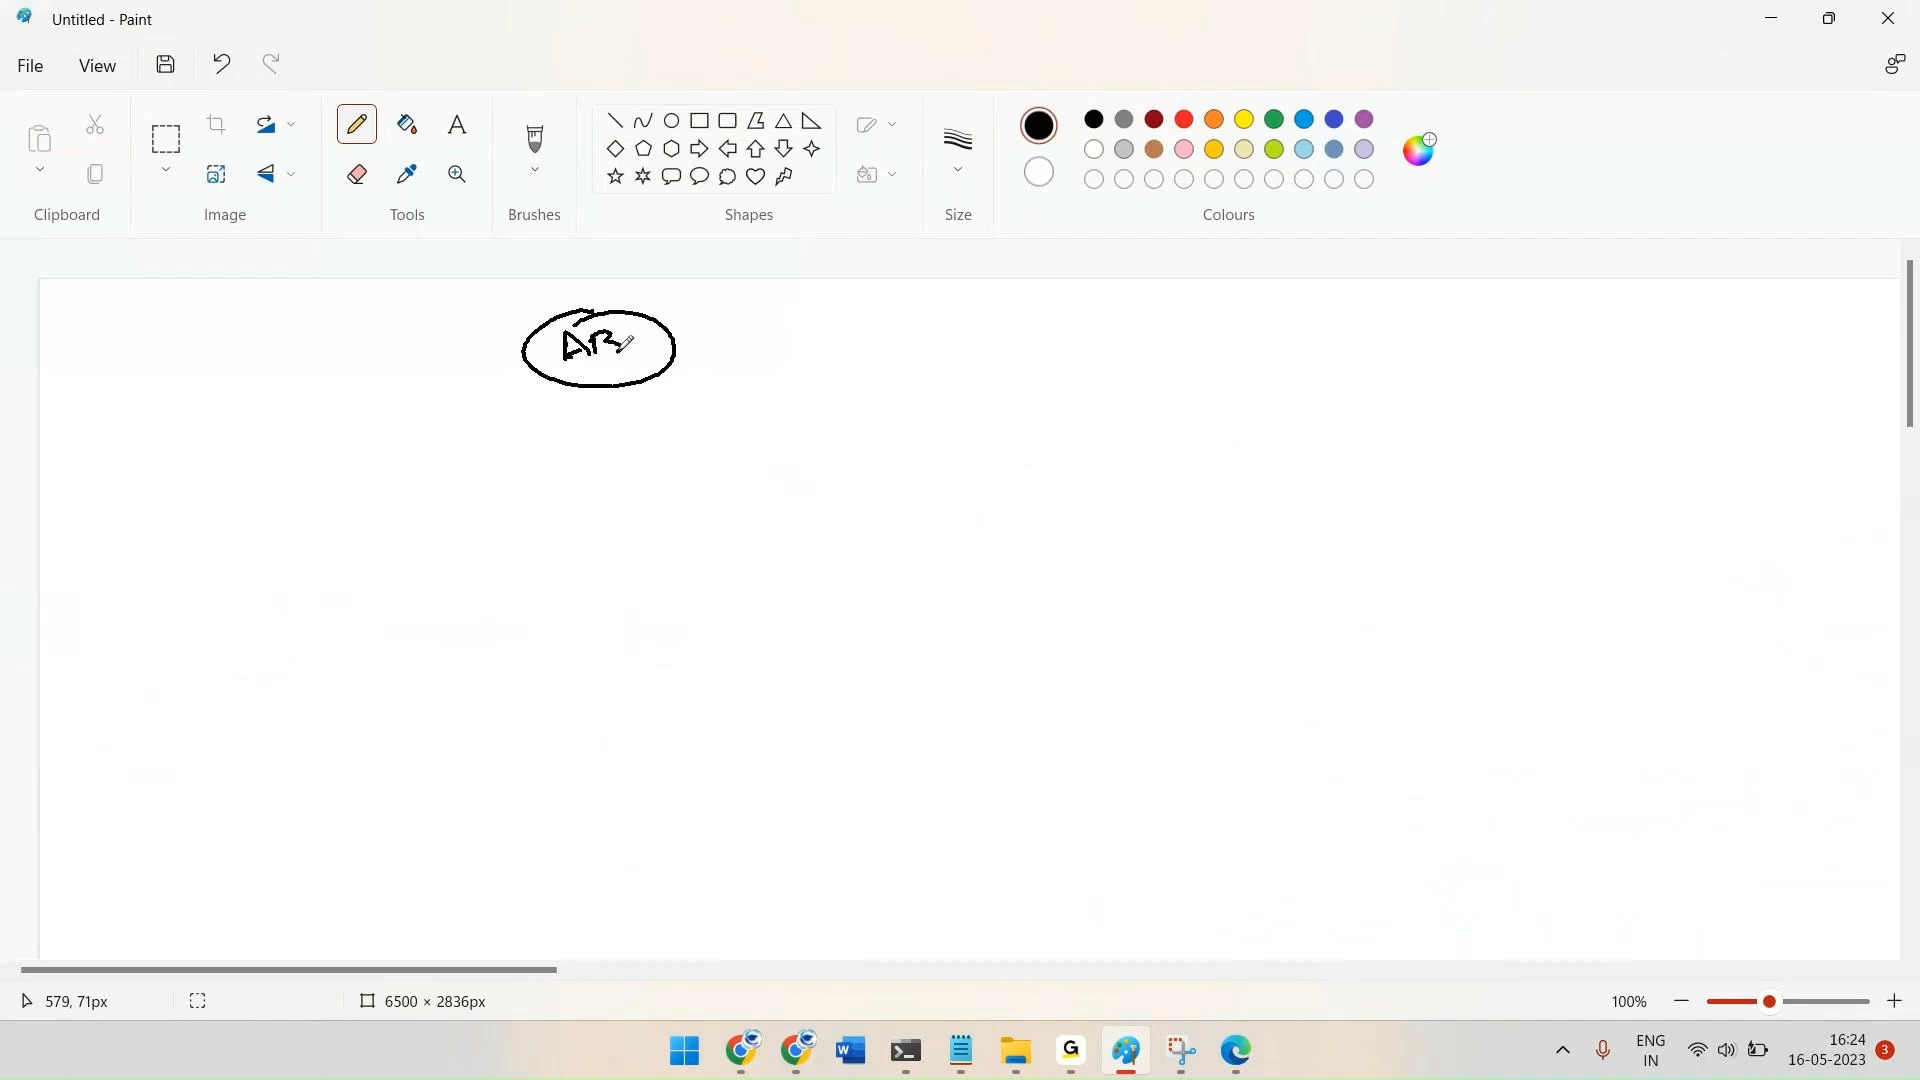 Untitled - Paint
File View
Clipboard Image Tools Brushes Shapes Size Colours
579, 71px 6500 × 2836px 100%
ENG 16:24
IN 16-05-2023 3